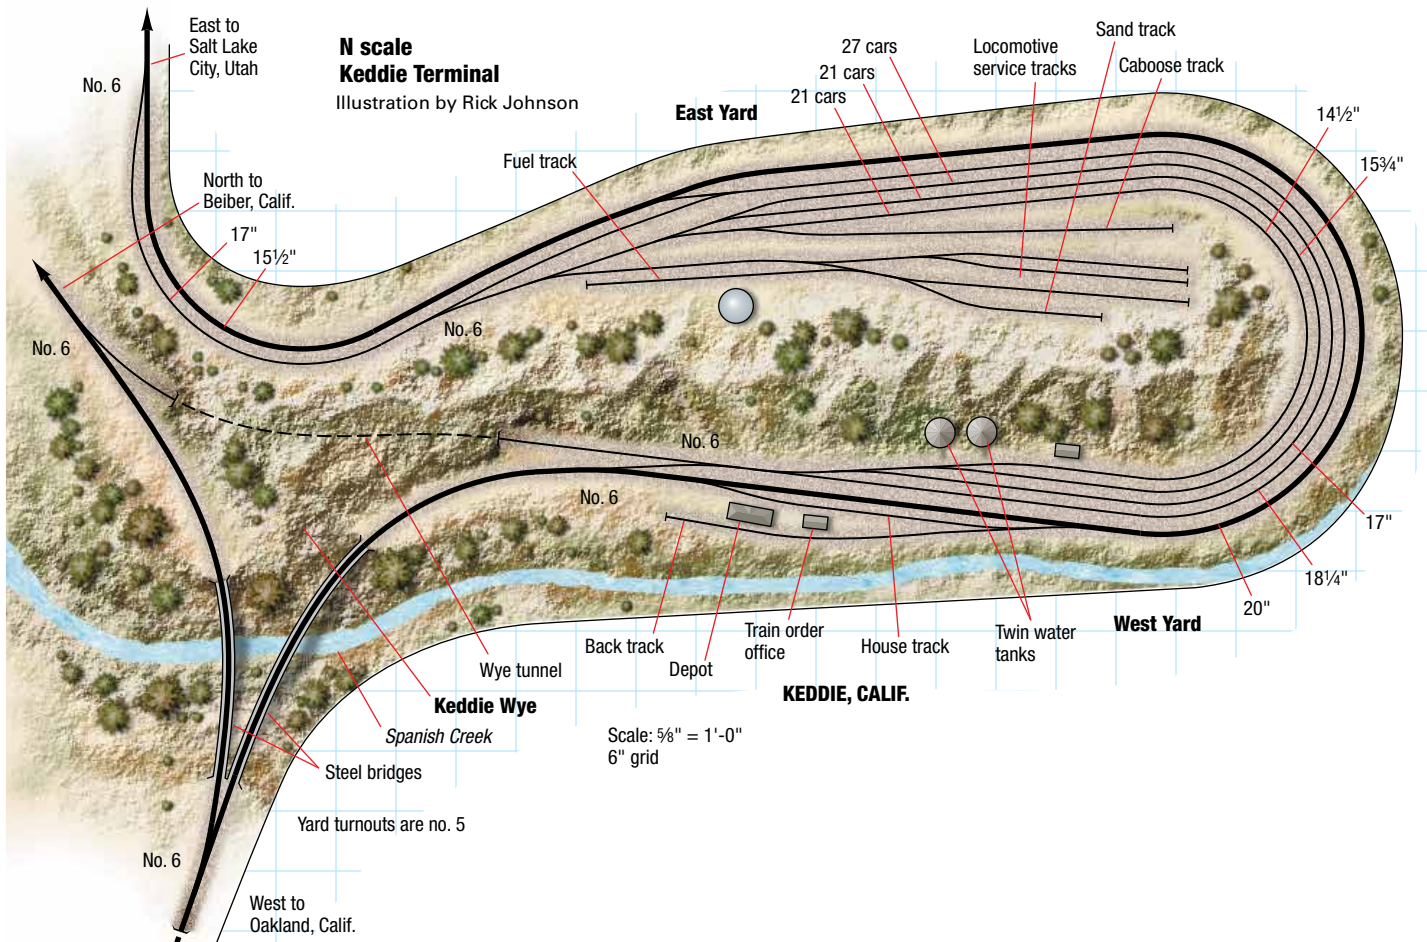 East to
Salt Lake
City, Utah
N scale
Keddie Terminal
Illustration by Rick Johnson
No. 6
27 cars
21 cars
21 cars
East Yard
Locomotive
service tracks
Sand track
Caboose track
14½"
15¾"
Fuel track
North to
Beiber, Calif.
17"
15½"
No. 6
No. 6
No. 6
No. 6
17"
18¼"
20"
West Yard
Back track
Depot
Train order
office
House track
Twin water
tanks
Wye tunnel
Keddie Wye
KEDDIE, CALIF.
Spanish Creek
Scale: ⅝" = 1'-0"
6" grid
Steel bridges
Yard turnouts are no. 5
No. 6
West to
Oakland, Calif.